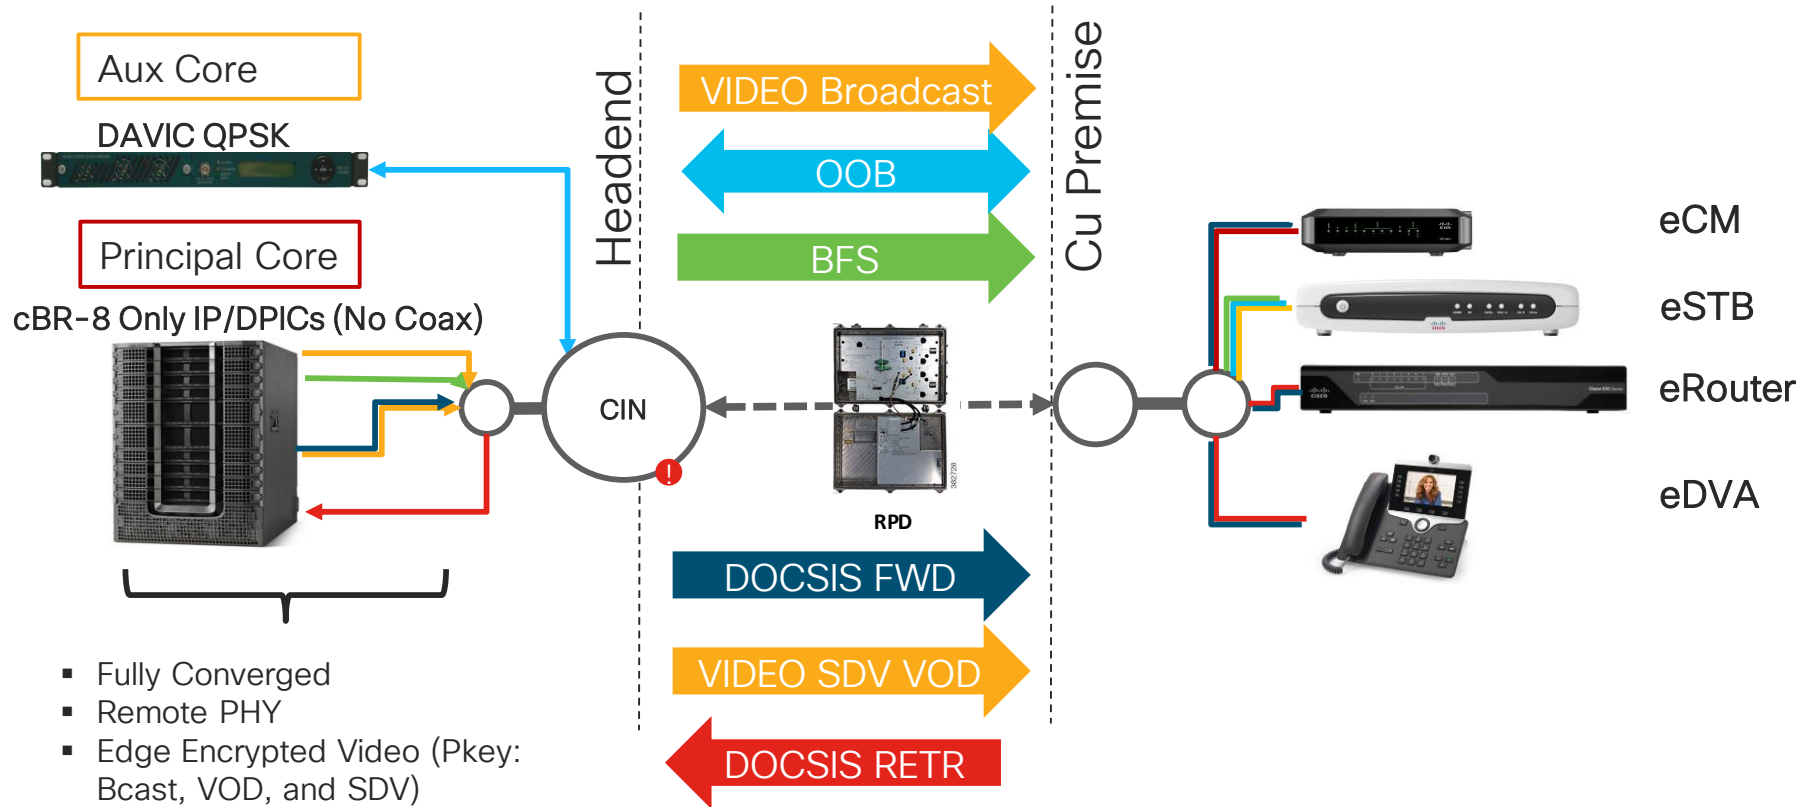 Aux Core
DAVIC QPSK
Principal Core
cBR-8 Only IP/DPICs (No Coax)
Headend
VIDEO Broadcast
OOB
BFS
Cu Premise
CIN
!
382728
RPD
DOCSIS FWD
VIDEO SDV VOD
DOCSIS RETR
eCM
eSTB
eRouter
eDVA
▪ Fully Converged
▪ Remote PHY
▪ Edge Encrypted Video (Pkey:
Bcast, VOD, and SDV)